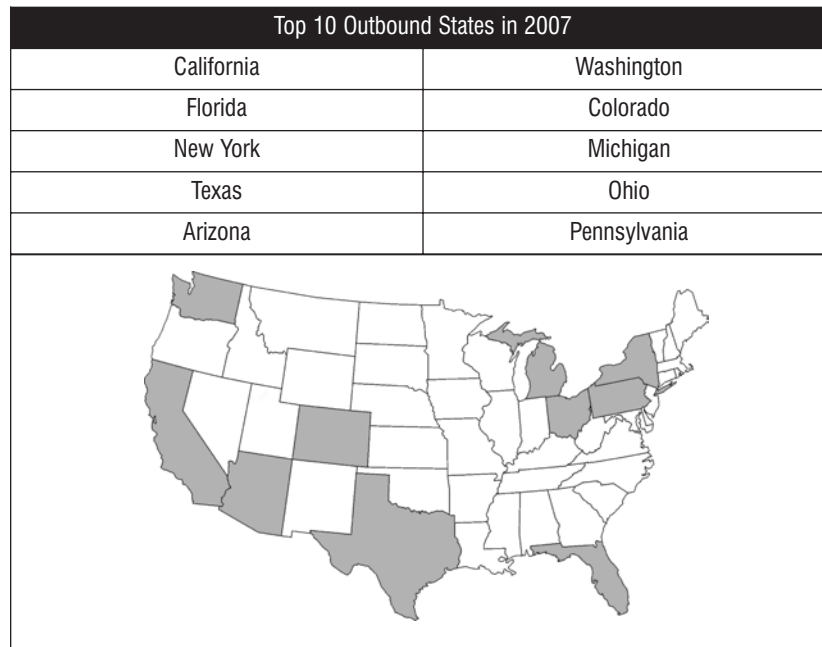 Top 10 Outbound States in 2007
California Washington
Florida Colorado
New York Michigan
Texas Ohio
Arizona Pennsylvania